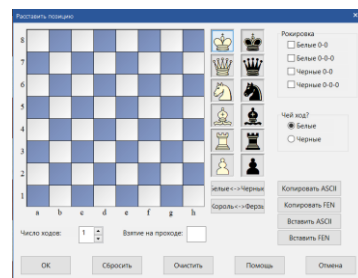 Расставить позицию
Рокировка
Белые 0-0
Белые 0-0-0
Черные 0-0
Черные 0-0-0
8
7
6
5
4
3
2
1
a b c d e f g h
Чей ход?
Белые
Черные
елые<->Черны
Король<->Ферзь
Копировать ASCII
Копировать FEN
Вставить ASCII
Вставить FEN
Число ходов: 1
Взятие на проходе:
OK
Сбросить
Очистить
Помощь
Отмена